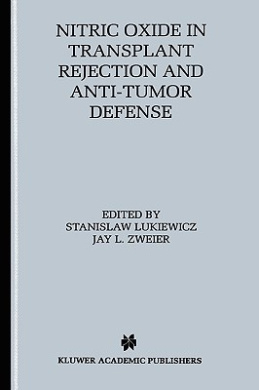 NITRIC OXIDE IN
TRANSPLANT
REJECTION AND
ANTI-TUMOR
DEFENSE
EDITED BY
STANISLAW LUKIEWICZ
JAY L. ZWEIER
KLUWER ACADEMIC PUBLISHERS